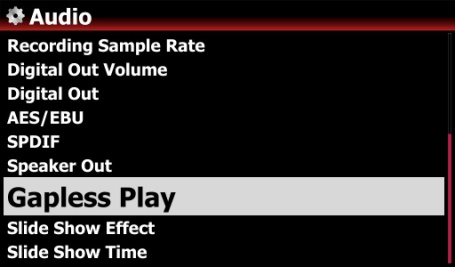 Audio
Recording Sample Rate
Digital Out Volume
Digital Out
AES/EBU
SPDIF
Speaker Out
Gapless Play
Slide Show Effect
Slide Show Time